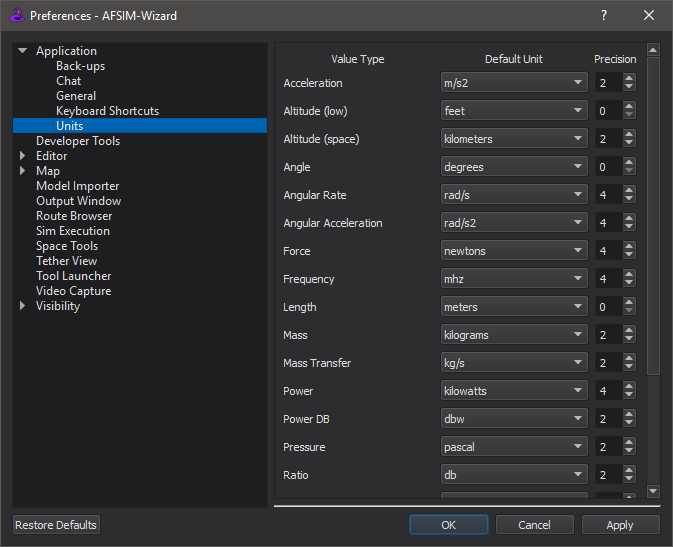 Preferences - AFSIM-Wizard
Application
Back-ups
Chat
General
Keyboard Shortcuts
Units
Developer Tools
Editor
Map
Model Importer
Output Window
Route Browser
Sim Execution
Space Tools
Tether View
Tool Launcher
Video Capture
Visibility
Value Type Default Unit Precision
Acceleration m/s2 2
Altitude (low) feet 0
Altitude (space) kilometers 2
Angle degrees 0
Angular Rate rad/s 4
Angular Acceleration rad/s2 4
Force newtons 4
Frequency mhz 4
Length meters 0
Mass kilograms 2
Mass Transfer kg/s 2
Power kilowatts 4
Power DB dbw 2
Pressure pascal 2
Ratio db 2
Restore Defaults OK Cancel Apply